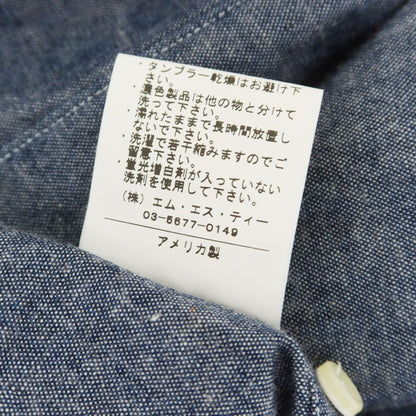 ・タンブラー乾燥はお避け下
さい。
・濃色製品は他の物と分けて
洗って下さい。
・濡れたままで長時間放置し
ないで下さい。
・洗濯で若干縮みますのでご
留意下さい。
・蛍光増白剤が入っていない
洗剤を使用して下さい。
(株) エム・エス・ティー
03-5677-0149
アメリカ製